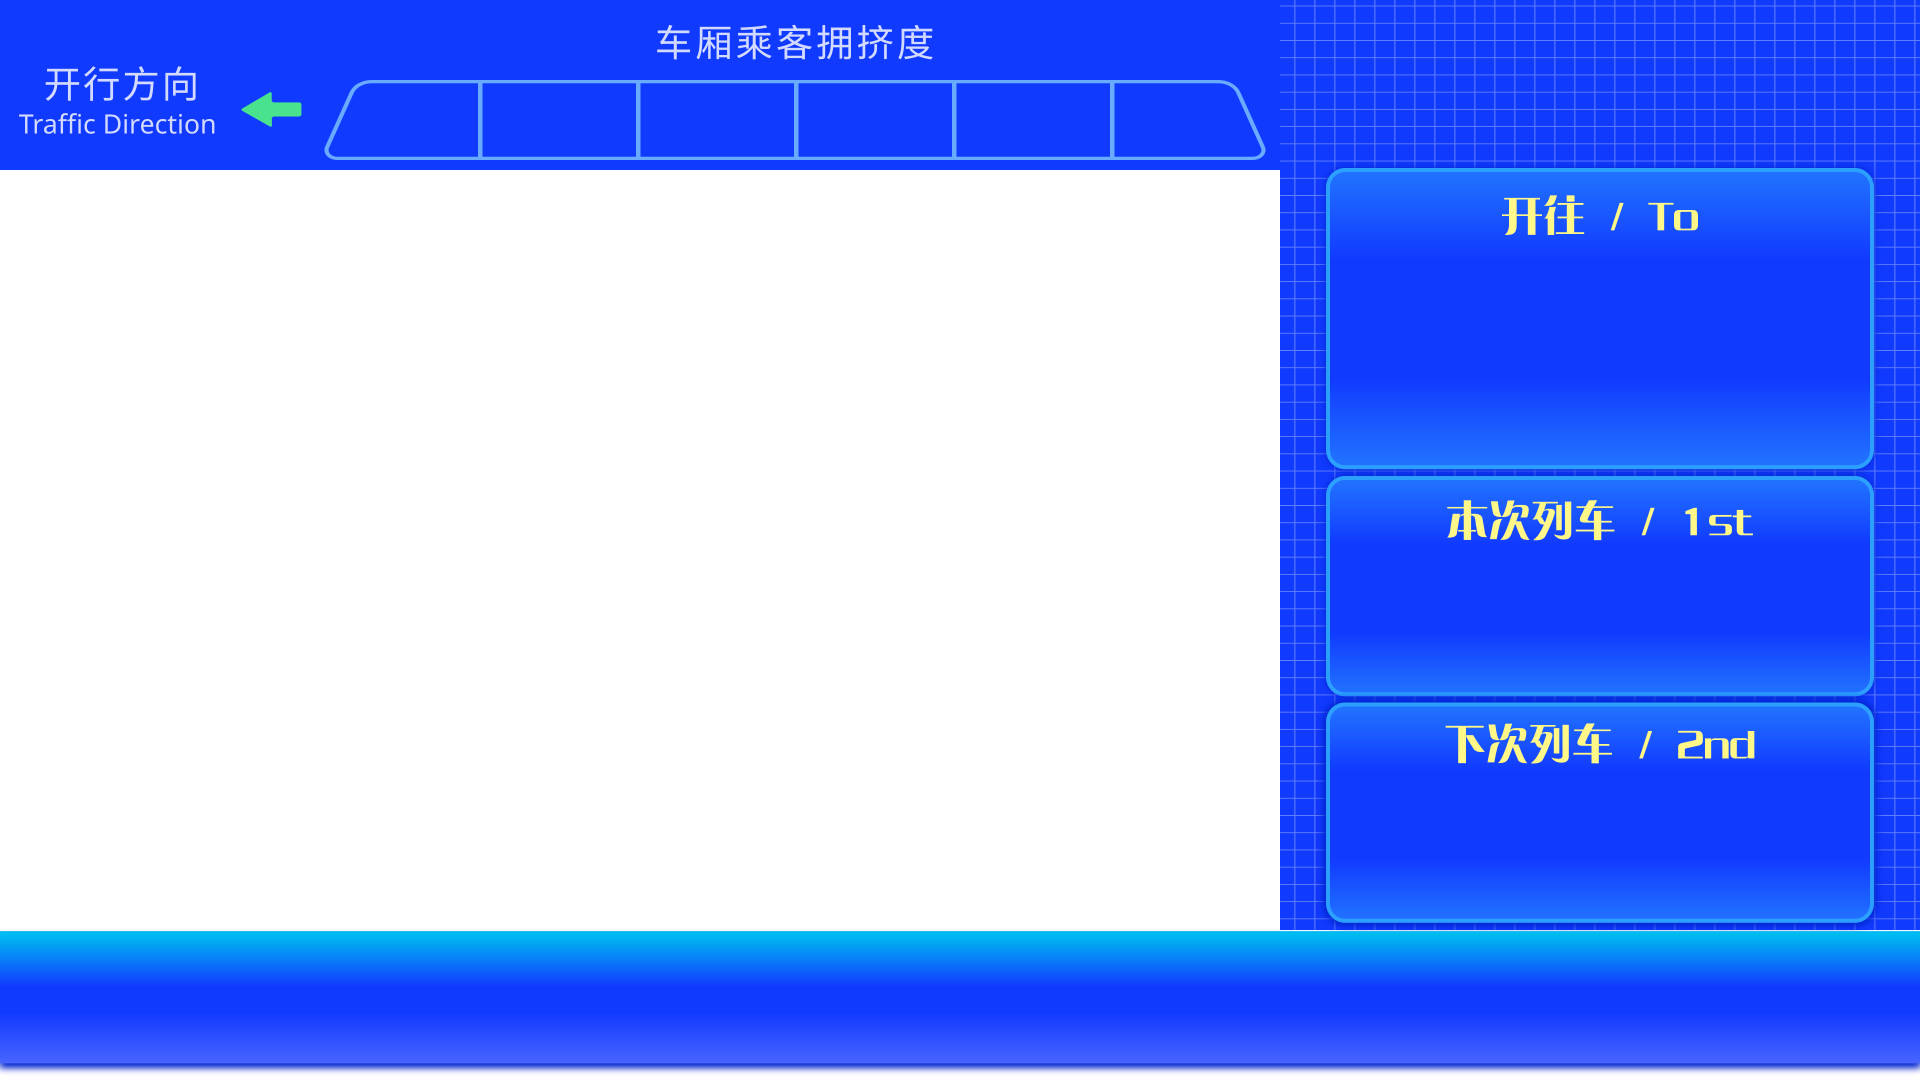 车厢乘客拥挤度
开行方向
Traffic Direction
开往 / To
本次列车 / 1st
下次列车 / 2nd